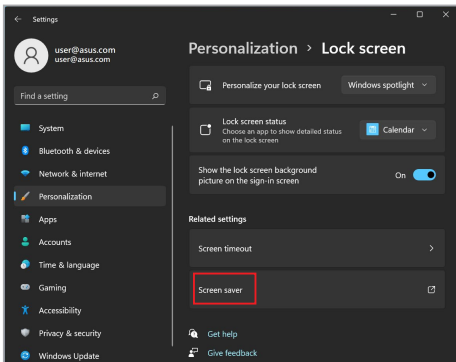 Settings
user@asus.com
user@asus.com
Find a setting
System
Bluetooth & devices
Network & internet
Personalization
Apps
Accounts
Time & language
Gaming
Accessibility
Privacy & security
Windows Update
Personalization > Lock screen
Personalize your lock screen
Windows spotlight
Lock screen status
Choose an app to show detailed status
on the lock screen
Calendar
Show the lock screen background
picture on the sign-in screen
On
Related settings
Screen timeout
Screen saver
Get help
Give feedback